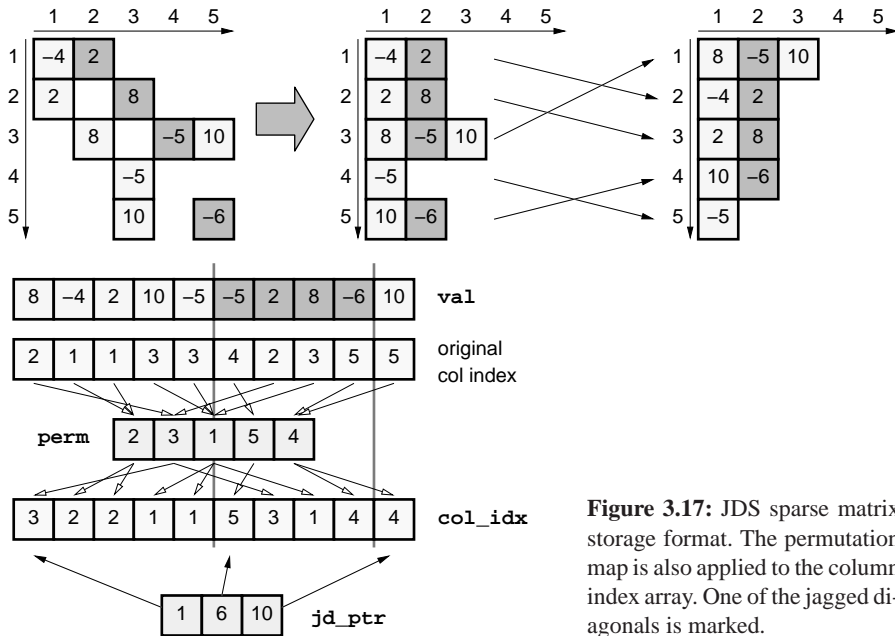 1 2 3 4 5
1 −4 2
2 2 8
3 8 −5 10
4 −5
5 10 −6
1 2 3 4 5
1 −4 2
2 2 8
3 8 −5 10
4 −5
5 10 −6
1 2 3 4 5
1 8 −5 10
2 −4 2
3 2 8
4 10 −6
5 −5
8 −4 2 10 −5 −5 2 8 −6 10 val
2 1 1 3 3 4 2 3 5 5 original
col index
perm 2 3 1 5 4
3 2 2 1 1 5 3 1 4 4 col_idx
1 6 10 jd_ptr
Figure 3.17: JDS sparse matrix
storage format. The permutation
map is also applied to the column
index array. One of the jagged di-
agonals is marked.